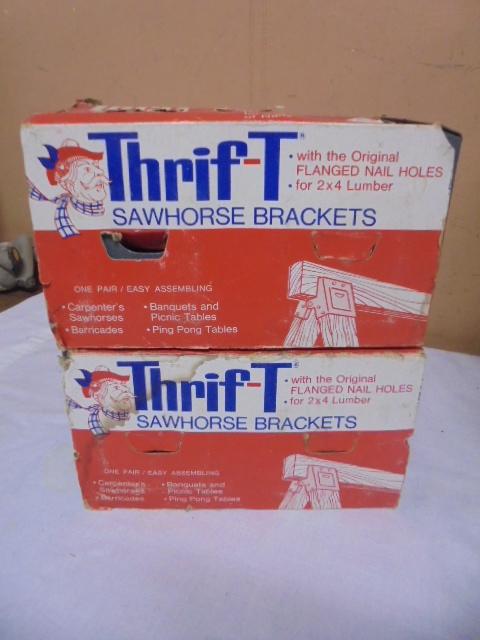 Thrif-T®
• with the Original
FLANGED NAIL HOLES
• for 2x4 Lumber
SAWHORSE BRACKETS
ONE PAIR / EASY ASSEMBLING
• Carpenter's Sawhorses
• Barricades
• Banquets and Picnic Tables
• Ping Pong Tables
Thrif-T®
• with the Original
FLANGED NAIL HOLES
• for 2x4 Lumber
SAWHORSE BRACKETS
ONE PAIR / EASY ASSEMBLING
• Carpenter's Sawhorses
• Barricades
• Banquets and Picnic Tables
• Ping Pong Tables